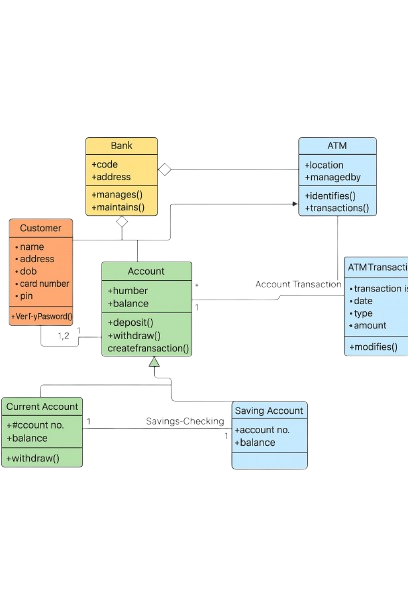 Bank
+code
+address
+manages()
+maintains()
ATM
+location
+managedby
+identifies()
+transactions()
Customer
• name
• address
• dob
• card number
• pin
+Verf-yPasword()
1,2
1
Account
+humber
+balance
+deposit()
+withdraw()
createfransaction()
*
1
Account Transaction
ATMTransactic
• transaction is
• date
• type
• amount
+modifies()
Current Account
+#ccount no.
+balance
+withdraw()
1
Savings-Checking
1
Saving Account
+account no.
+balance